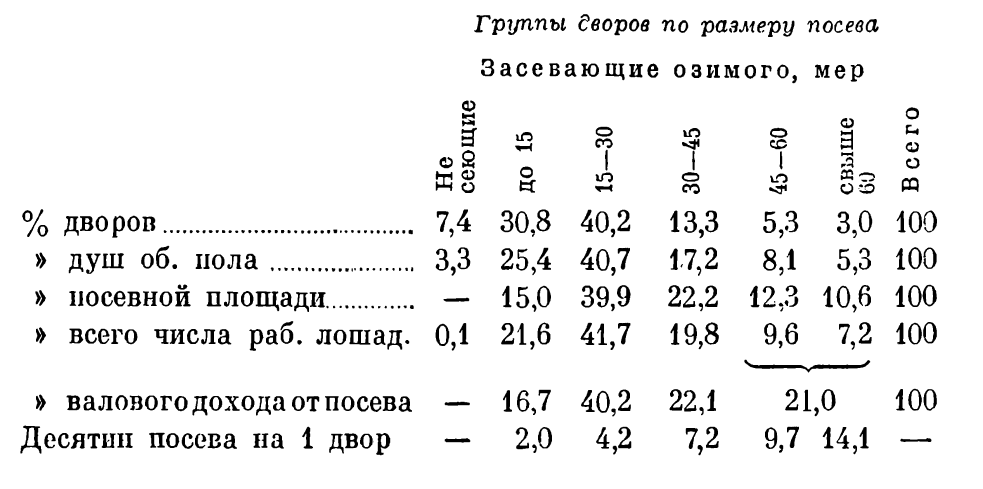 Группы дворов по размеру посева
Засевающие озимого, мер
Не сеющие до 15 15—30 30—45 45—60 свыше 60 Всего
% дворов 7,4 30,8 40,2 13,3 5,3 3,0 100
» душ об. пола 3,3 25,4 40,7 17,2 8,1 5,3 100
» посевной площади — 15,0 39,9 22,2 12,3 10,6 100
» всего числа раб. лошад. 0,1 21,6 41,7 19,8 9,6 7,2 100
» валового дохода от посева — 16,7 40,2 22,1 21,0 100
Десятин посева на 1 двор — 2,0 4,2 7,2 9,7 14,1 —